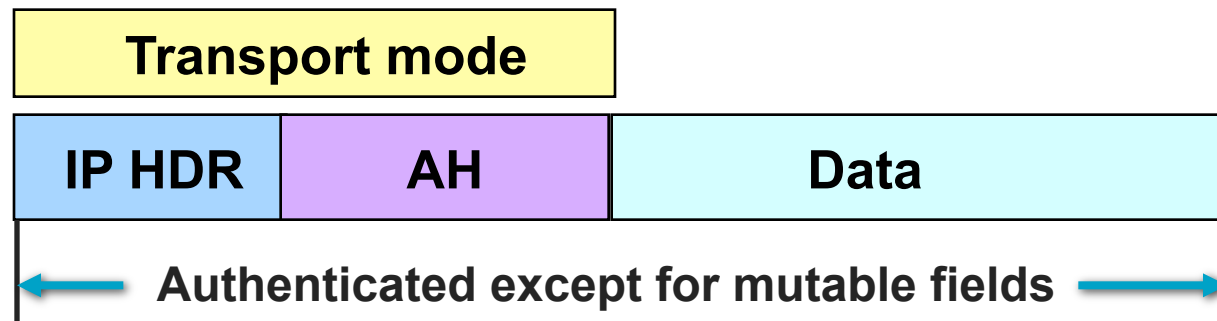 Transport mode
IP HDR AH Data
Authenticated except for mutable fields